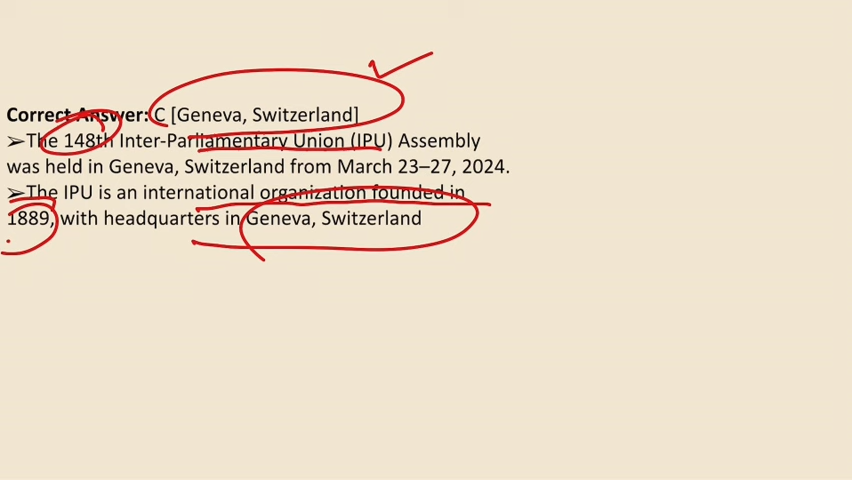 Correct Answer: C [Geneva, Switzerland]
➢The 148th Inter-Parliamentary Union (IPU) Assembly
was held in Geneva, Switzerland from March 23–27, 2024.
➢The IPU is an international organization founded in
1889, with headquarters in Geneva, Switzerland